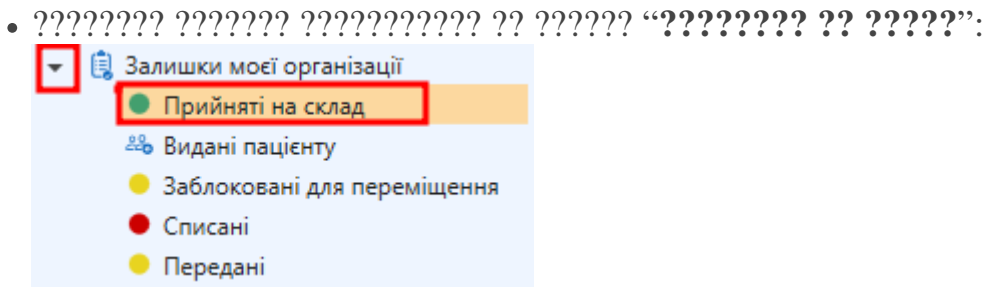 • ???????? ??????? ??????????? ?? ?????? “???????? ?? ?????”:
Залишки моєї організації
Прийняті на склад
Видані пацієнту
Заблоковані для переміщення
Списані
Передані